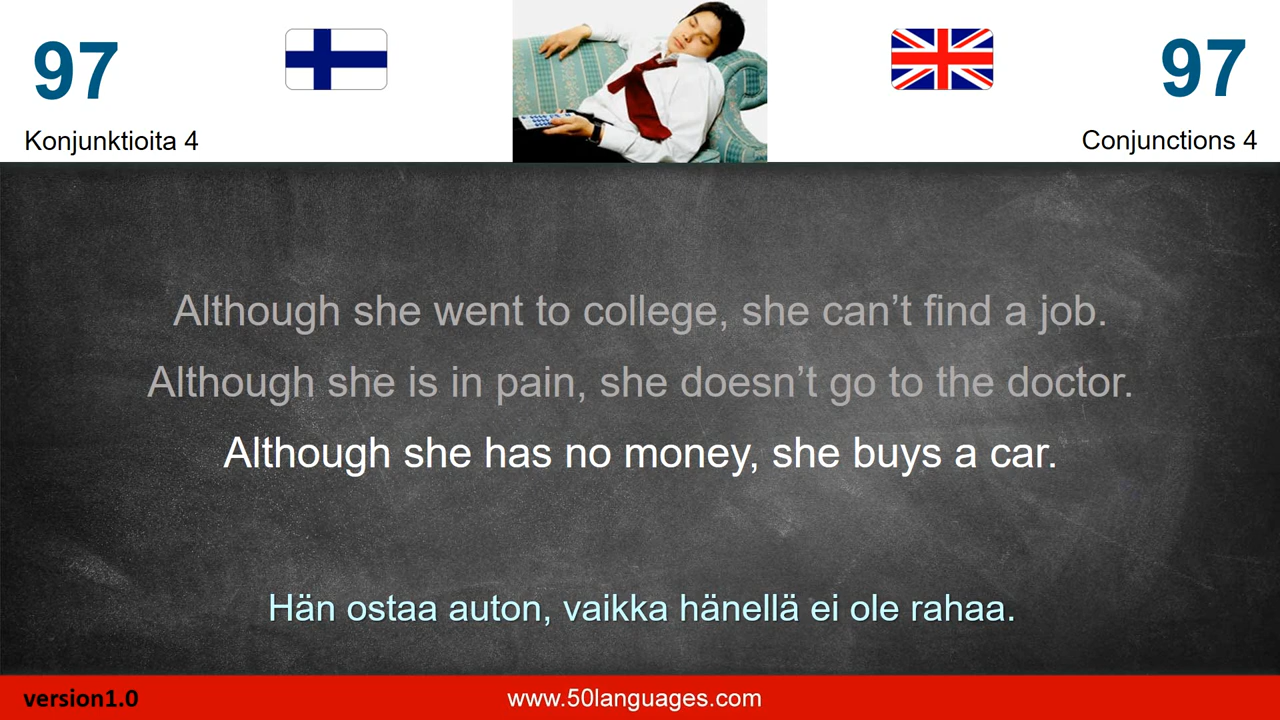 97
97
Konjunktioita 4
Conjunctions 4
Although she went to college, she can’t find a job.
Although she is in pain, she doesn’t go to the doctor.
Although she has no money, she buys a car.
Hän ostaa auton, vaikka hänellä ei ole rahaa.
version1.0
www.50languages.com